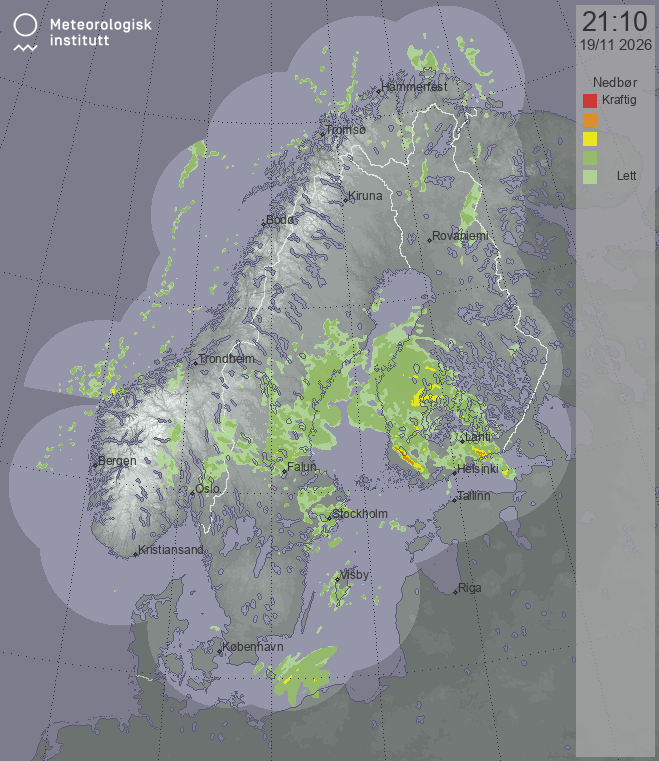 Meteorologisk
institutt
21:10
19/11 2026
Nedbør
Kraftig
Lett
Hammerfest
Tromsø
Kiruna
Bodø
Rovaniemi
Trondheim
Lahti
Bergen
Falun
Helsinki
Oslo
Tallinn
Stockholm
Kristiansand
Visby
Riga
København